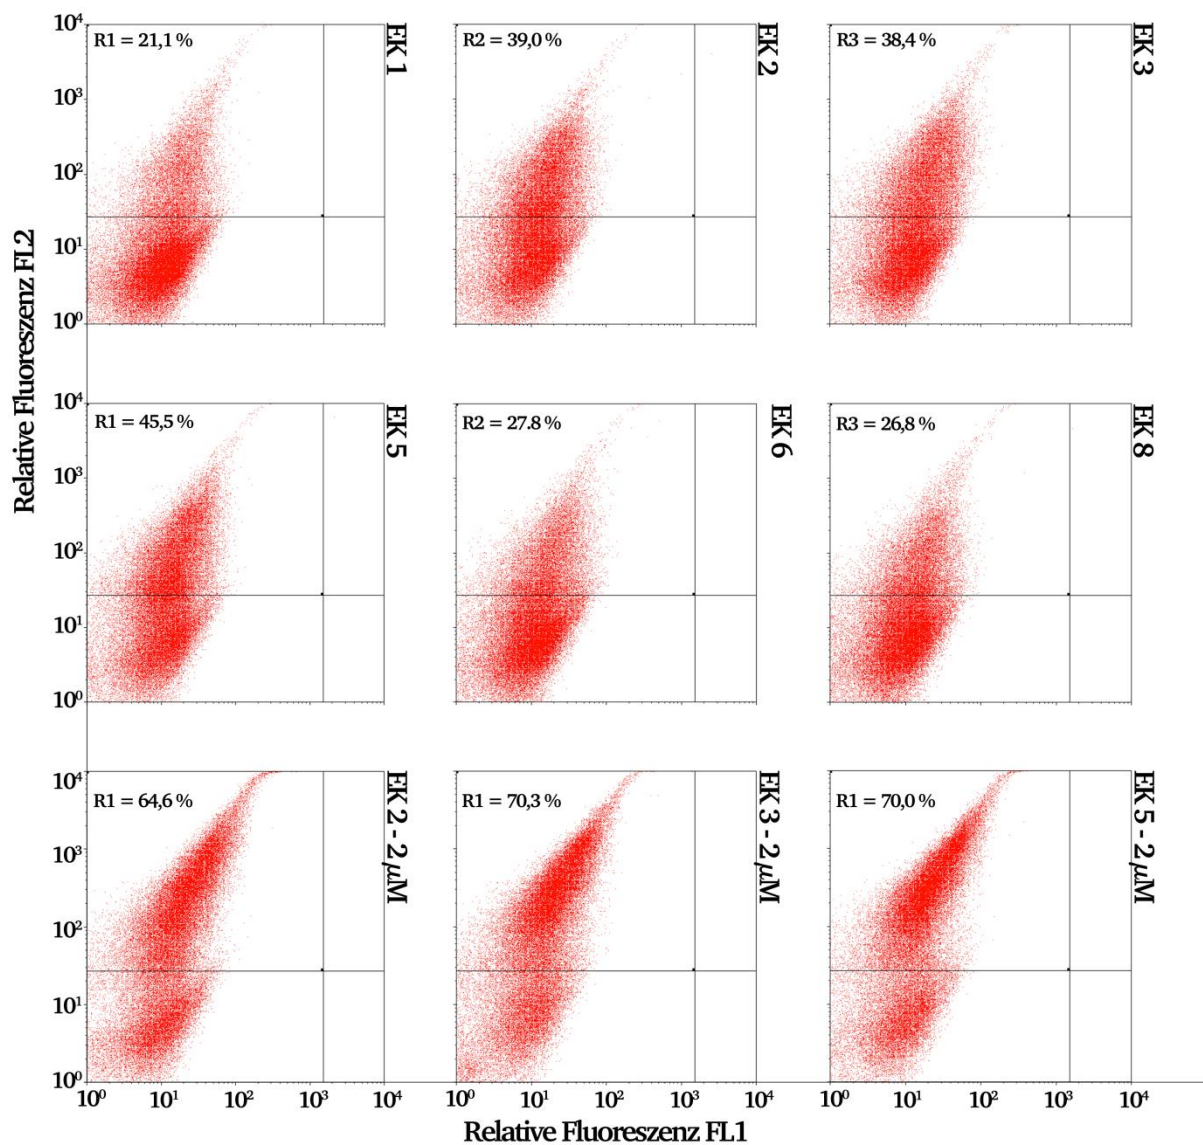 10⁴
R1 = 21,1 %
EK 1
R2 = 39,0 %
EK 2
R3 = 38,4 %
EK 3
10³
10²
10¹
10⁰
Relative Fluoreszenz FL2
10⁴
R1 = 45,5 %
EK 5
R2 = 27.8 %
EK 6
R3 = 26,8 %
EK 8
10³
10²
10¹
10⁰
10⁴
R1 = 64,6 %
EK 2 - 2 µM
R1 = 70,3 %
EK 3 - 2 µM
R1 = 70,0 %
EK 5 - 2 µM
10³
10²
10¹
10⁰
10⁰ 10¹ 10² 10³ 10⁴
10⁰ 10¹ 10² 10³ 10⁴
10⁰ 10¹ 10² 10³ 10⁴
Relative Fluoreszenz FL1